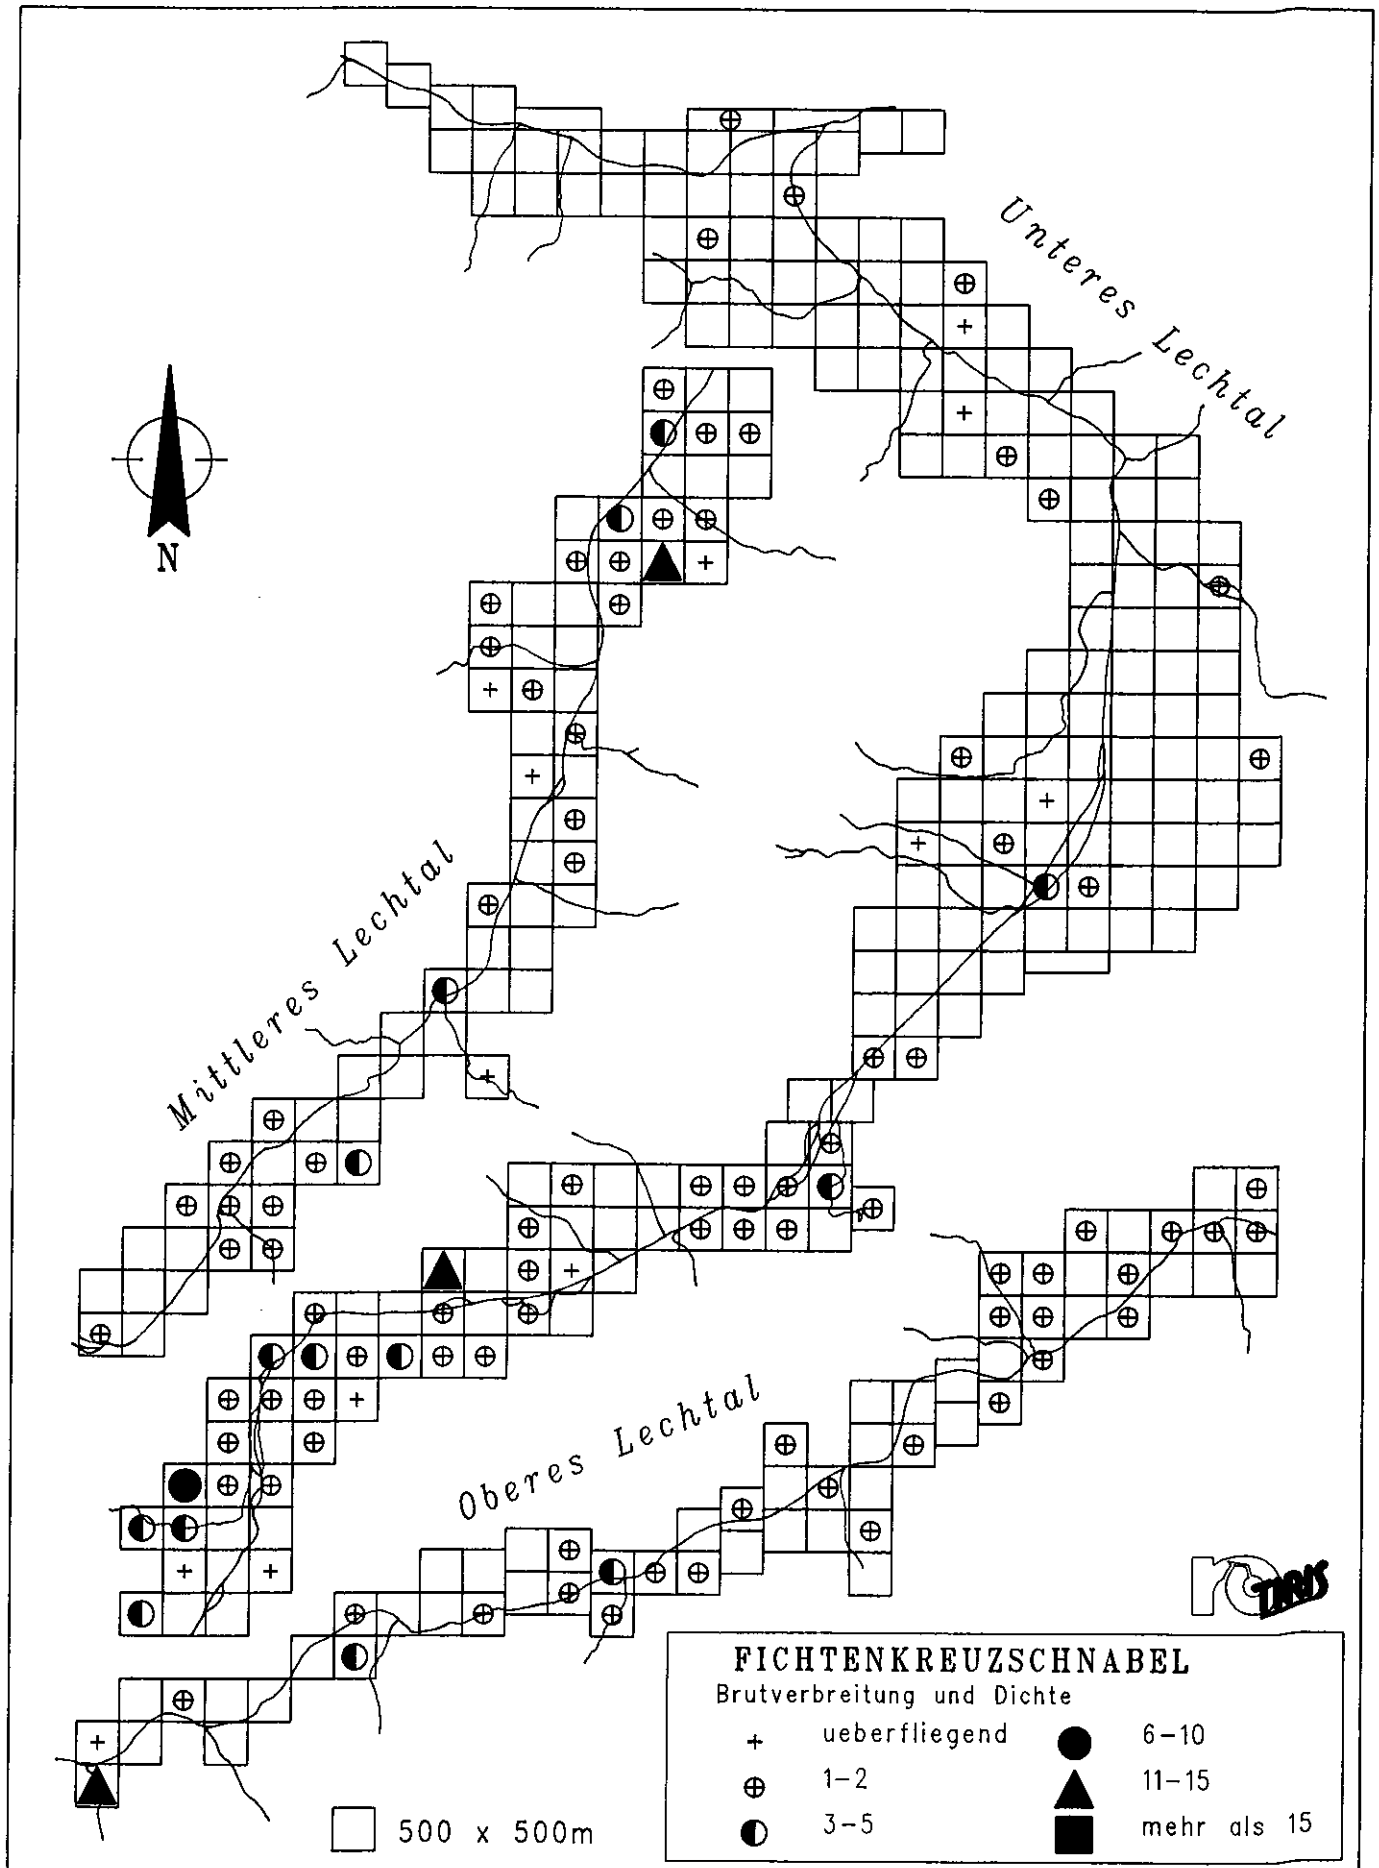 Unteres Lechtal
N
Mittleres Lechtal
Oberes Lechtal
TIRIS
FICHTENKREUZSCHNABEL
Brutverbreitung und Dichte
+ ueberfliegend
6-10
1-2
11-15
3-5
mehr als 15
500 x 500m